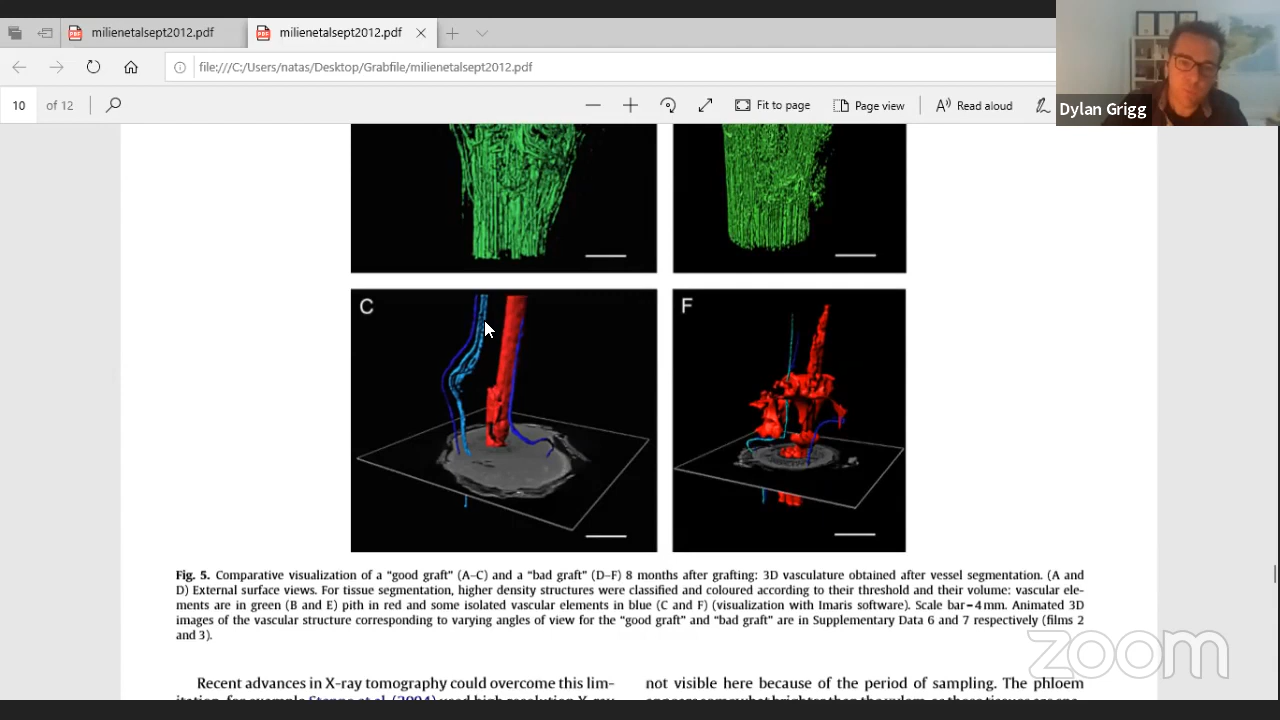 milienetalsept2012.pdf
milienetalsept2012.pdf
file:///C:/Users/natas/Desktop/Grabfile/milienetalsept2012.pdf
10 of 12
Fit to page
Page view
Read aloud
Dylan Grigg
C
F
Fig. 5. Comparative visualization of a “good graft” (A–C) and a “bad graft” (D–F) 8 months after grafting: 3D vasculature obtained after vessel segmentation. (A and
D) External surface views. For tissue segmentation, higher density structures were classified and coloured according to their threshold and their volume: vascular ele-
ments are in green (B and E) pith in red and some isolated vascular elements in blue (C and F) (visualization with Imaris software). Scale bar = 4 mm. Animated 3D
images of the vascular structure corresponding to varying angles of view for the “good graft” and “bad graft” are in Supplementary Data 6 and 7 respectively (films 2
and 3).
zoom
Recent advances in X-ray tomography could overcome this lim-
not visible here because of the period of sampling. The phloem